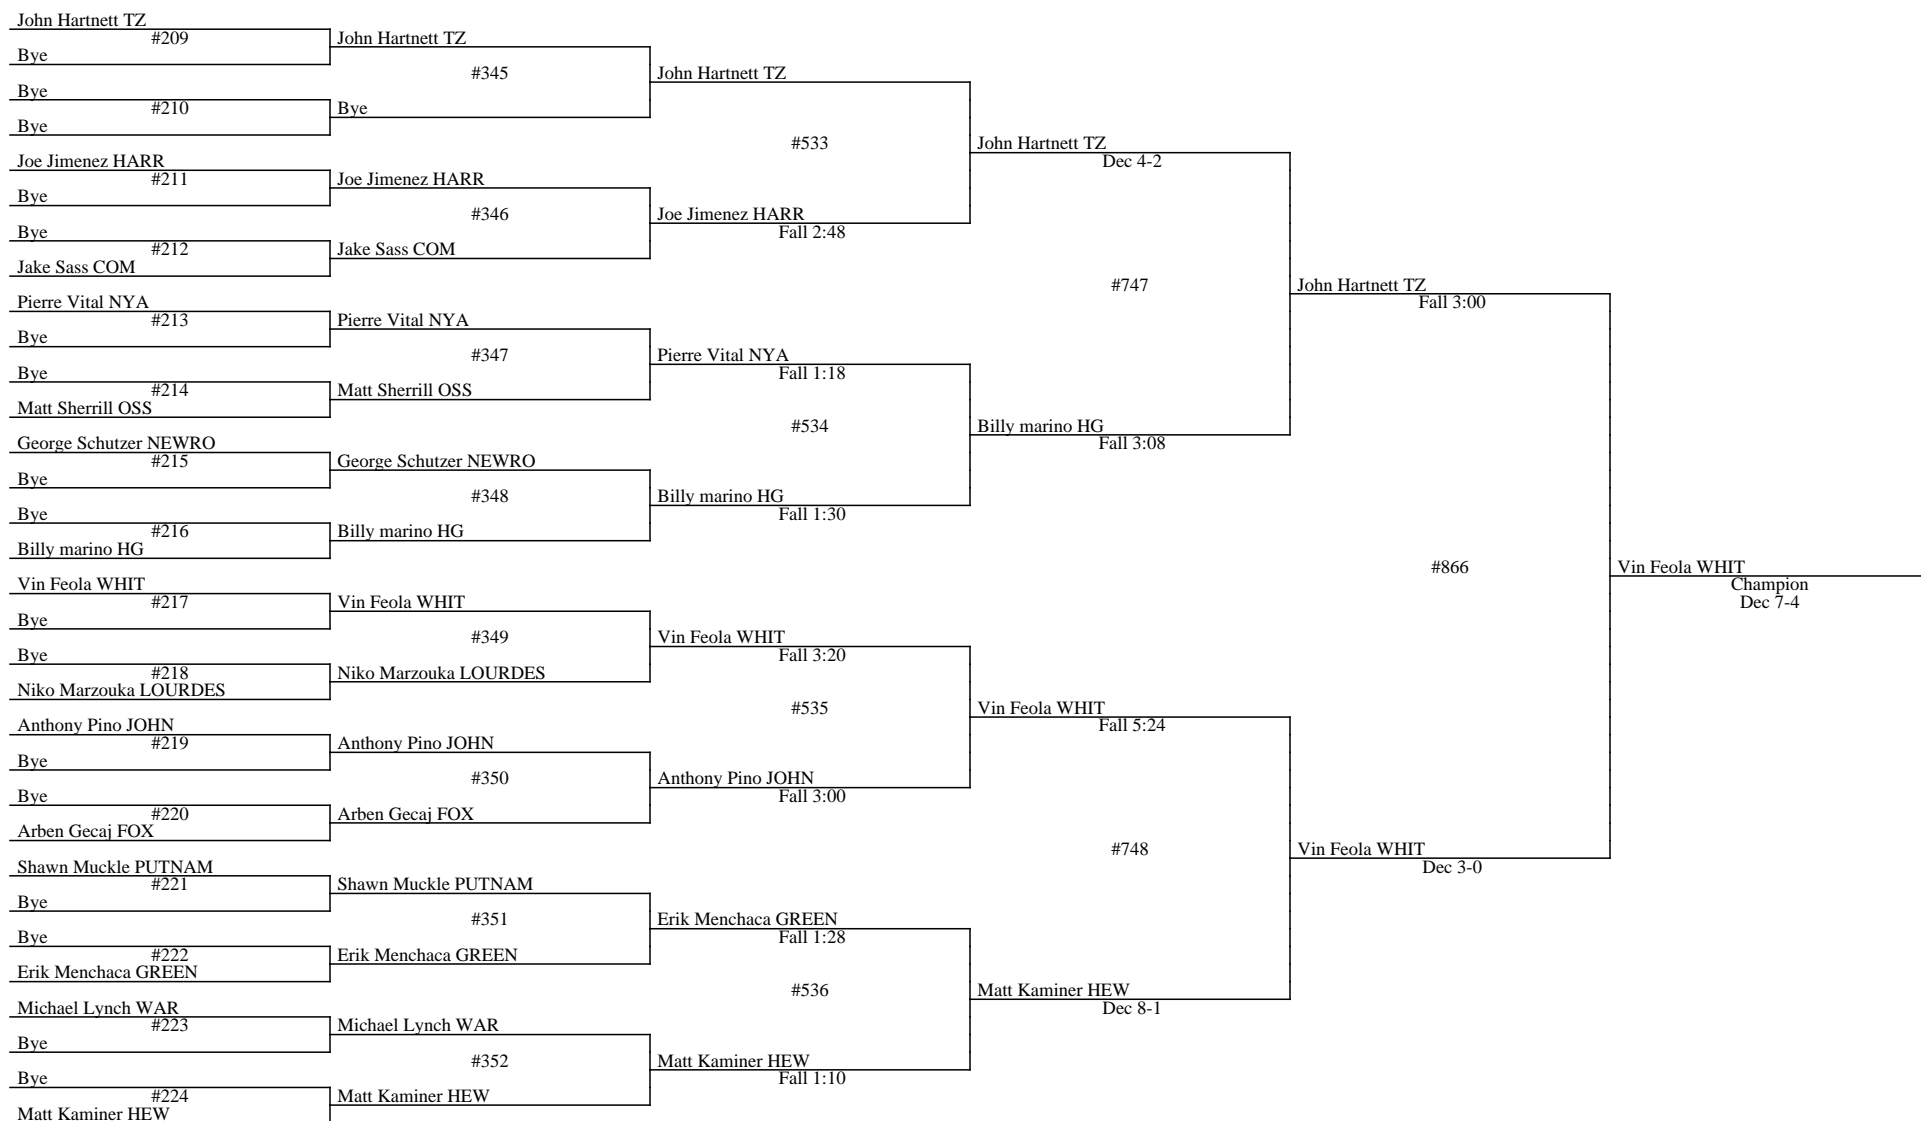 John Hartnett TZ
#209
Bye
Bye
#210
Bye
Joe Jimenez HARR
#211
Bye
Bye
#212
Jake Sass COM
Pierre Vital NYA
#213
Bye
Bye
#214
Matt Sherrill OSS
George Schutzer NEWRO
#215
Bye
Bye
#216
Billy marino HG
Vin Feola WHIT
#217
Bye
Bye
#218
Niko Marzouka LOURDES
Anthony Pino JOHN
#219
Bye
Bye
#220
Arben Gecaj FOX
Shawn Muckle PUTNAM
#221
Bye
Bye
#222
Erik Menchaca GREEN
Michael Lynch WAR
#223
Bye
Bye
#224
Matt Kaminer HEW
John Hartnett TZ
#345
Bye
Joe Jimenez HARR
#346
Jake Sass COM
Pierre Vital NYA
#347
Matt Sherrill OSS
George Schutzer NEWRO
#348
Billy marino HG
Vin Feola WHIT
#349
Niko Marzouka LOURDES
Anthony Pino JOHN
#350
Arben Gecaj FOX
Shawn Muckle PUTNAM
#351
Erik Menchaca GREEN
Michael Lynch WAR
#352
Matt Kaminer HEW
John Hartnett TZ
#533
Joe Jimenez HARR
Fall 2:48
Pierre Vital NYA
Fall 1:18
#534
Billy marino HG
Fall 1:30
Vin Feola WHIT
Fall 3:20
#535
Anthony Pino JOHN
Fall 3:00
Erik Menchaca GREEN
Fall 1:28
#536
Matt Kaminer HEW
Fall 1:10
John Hartnett TZ
Dec 4-2
#747
Billy marino HG
Fall 3:08
Vin Feola WHIT
Fall 5:24
#748
Matt Kaminer HEW
Dec 8-1
John Hartnett TZ
Fall 3:00
#866
Vin Feola WHIT
Dec 3-0
Vin Feola WHIT
Champion
Dec 7-4